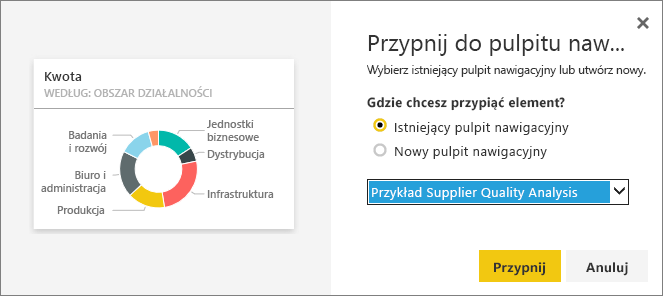 Kwota
WEDŁUG: OBSZAR DZIAŁALNOŚCI
Badania
i rozwój
Jednostki
biznesowe
Dystrybucja
Biuro i
administracja
Infrastruktura
Produkcja
Przypnij do pulpitu naw...
Wybierz istniejący pulpit nawigacyjny lub utwórz nowy.
Gdzie chcesz przypiąć element?
Istniejący pulpit nawigacyjny
Nowy pulpit nawigacyjny
Przykład Supplier Quality Analysis
Przypnij
Anuluj